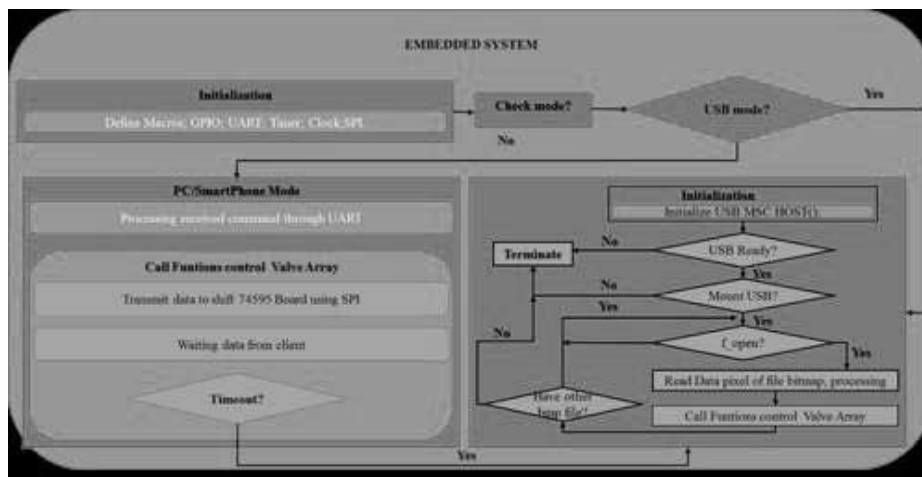 EMBEDDED SYSTEM
Initialization
Define Macros; GPIO; UART; Timer; Clock;SPI
Check mode?
USB mode?
Yes
No
PC/SmartPhone Mode
Processing received command through UART
Call Funtions control Valve Array
Transmit data to shift 74595 Board using SPI
Waiting data from client
Timeout?
Yes
Initialization
Initialize USB MSC HOST();
USB Ready?
No
Terminate
Yes
Mount USB?
No
Yes
Yes
No
f_open?
Yes
Read Data pixel of file bitmap, processing
Have other
bmp file?
Call Funtions control Valve Array